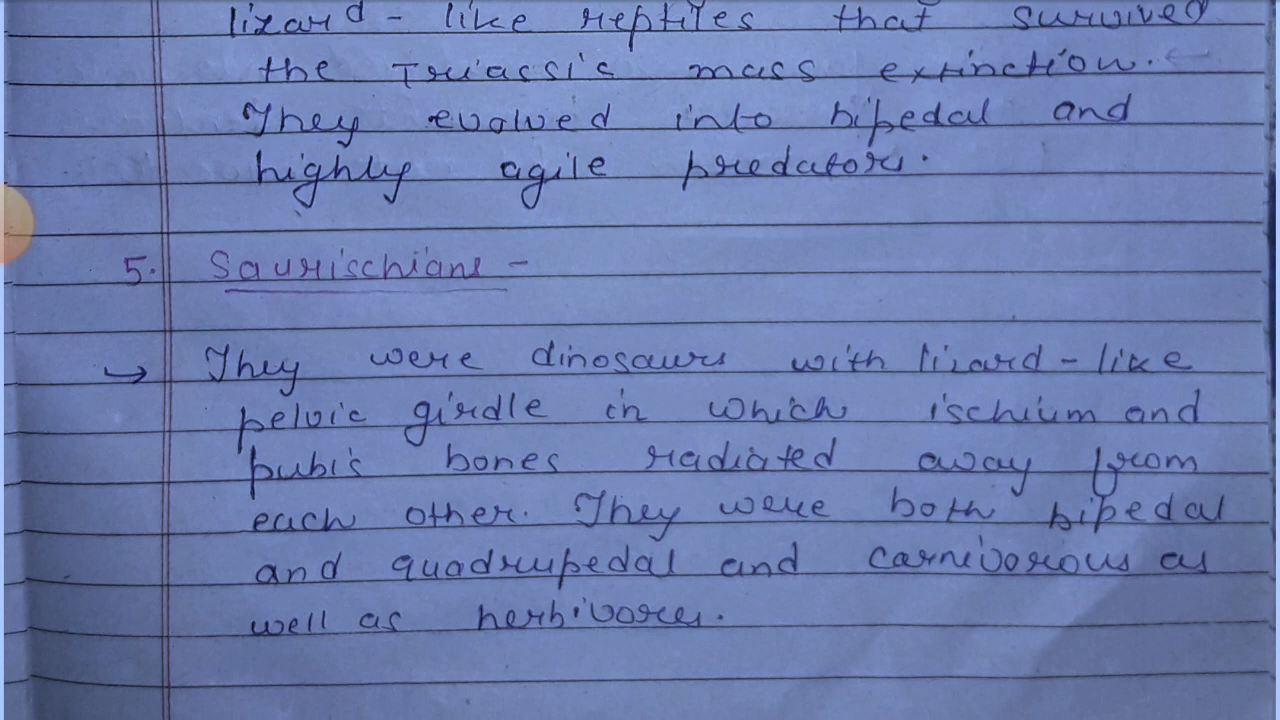 lizard - like reptiles that survived
the Triassic mass extinction.
They evolved into bipedal and
highly agile predators.
5. Saurischians -
→ They were dinosaurs with lizard - like
pelvic girdle in which ischium and
pubis bones radiated away from
each other. They were both bipedal
and quadrupedal and carnivorous as
well as herbivores.